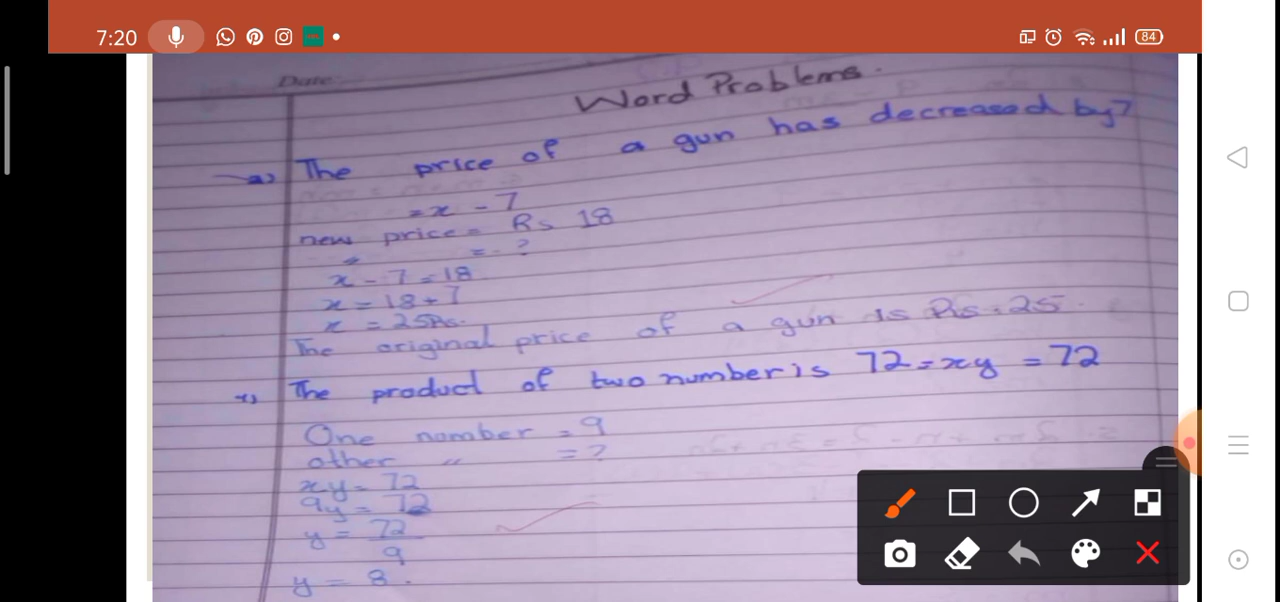 7:20
84
Date
Word Problems.
a) The price of a gun has decreased by?
= x - 7
new price = Rs 18
" = ?
x - 7 = 18
x = 18 + 7
x = 25Rs.
The original price of a gun is Rs. 25.
The product of two number is 72 = xy = 72
One number = 9
other " = ?
xy = 72
9y = 72
y = 72
9
y = 8.